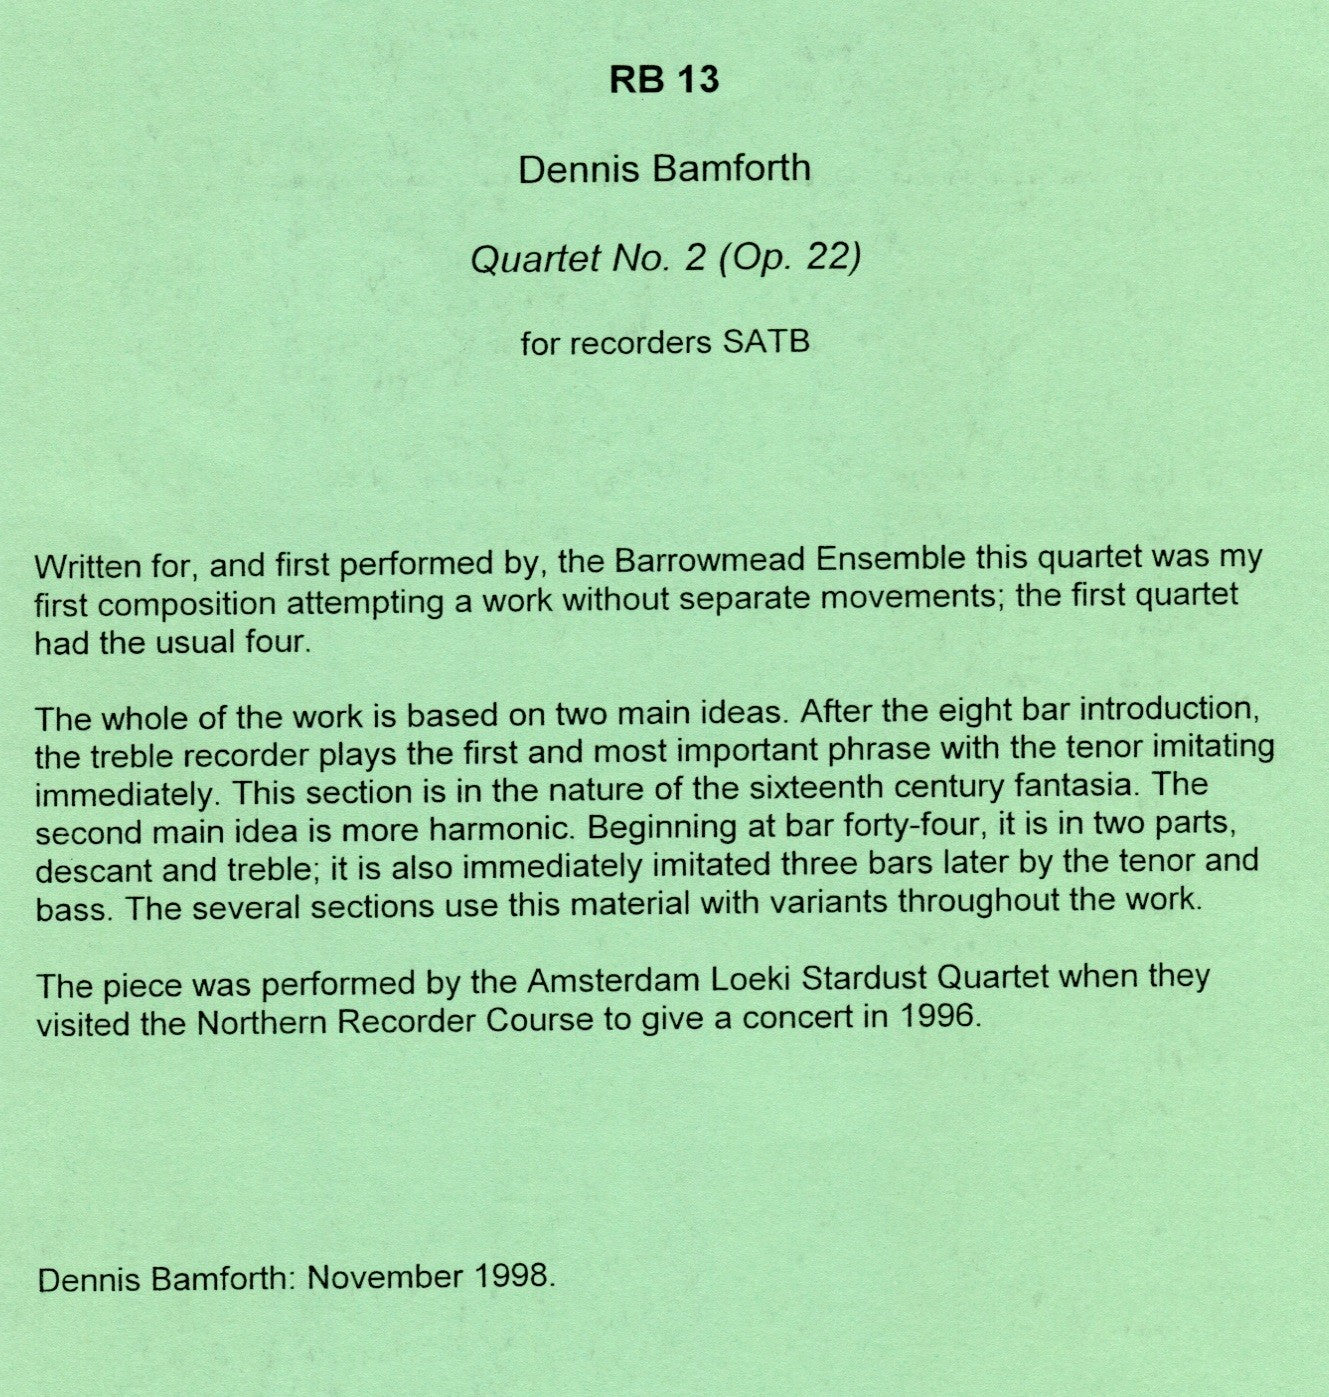 RB 13
Dennis Bamforth
Quartet No. 2 (Op. 22)
for recorders SATB
Written for, and first performed by, the Barrowmead Ensemble this quartet was my
first composition attempting a work without separate movements; the first quartet
had the usual four.
The whole of the work is based on two main ideas. After the eight bar introduction,
the treble recorder plays the first and most important phrase with the tenor imitating
immediately. This section is in the nature of the sixteenth century fantasia. The
second main idea is more harmonic. Beginning at bar forty-four, it is in two parts,
descant and treble; it is also immediately imitated three bars later by the tenor and
bass. The several sections use this material with variants throughout the work.
The piece was performed by the Amsterdam Loeki Stardust Quartet when they
visited the Northern Recorder Course to give a concert in 1996.
Dennis Bamforth: November 1998.